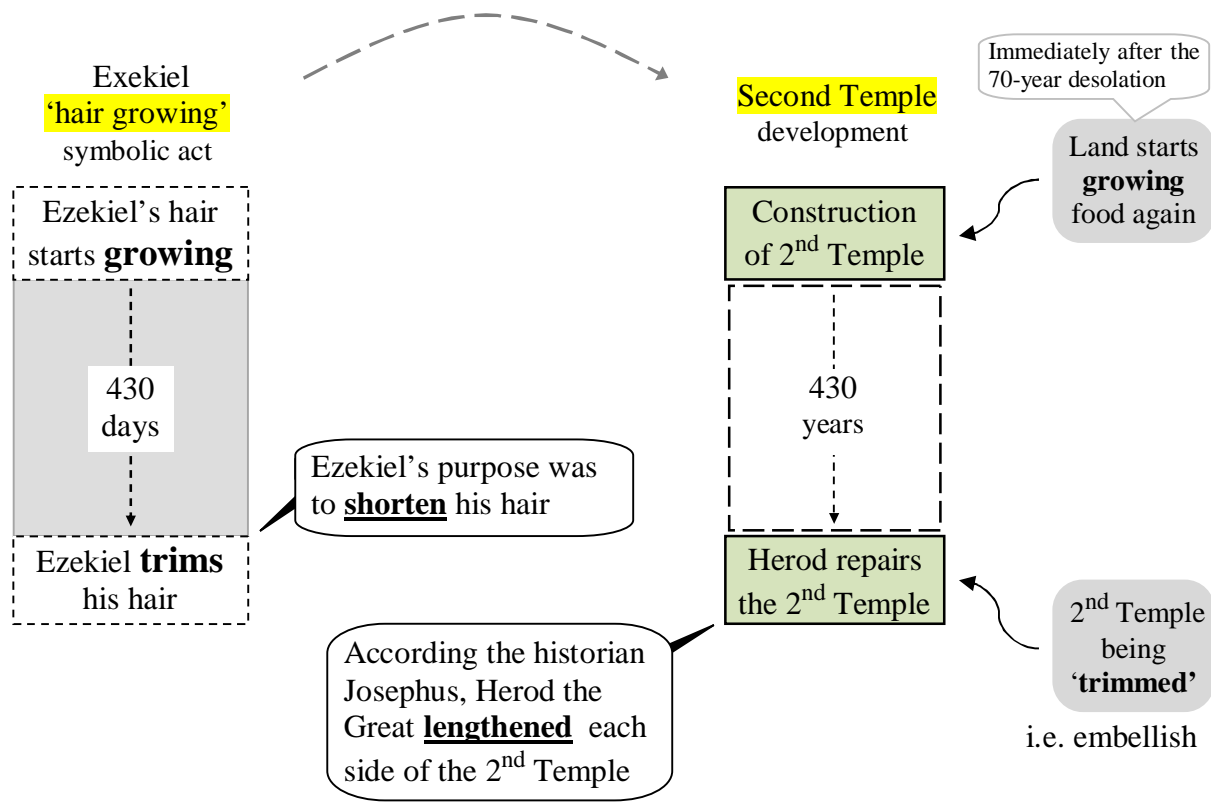 Exekiel
‘hair growing’
symbolic act
Ezekiel’s hair
starts growing
430
days
Ezekiel trims
his hair
Ezekiel’s purpose was
to shorten his hair
Second Temple
development
Construction
of 2nd Temple
430
years
Herod repairs
the 2nd Temple
According the historian
Josephus, Herod the
Great lengthened each
side of the 2nd Temple
Immediately after the
70-year desolation
Land starts
growing
food again
2nd Temple
being
‘trimmed’
i.e. embellish